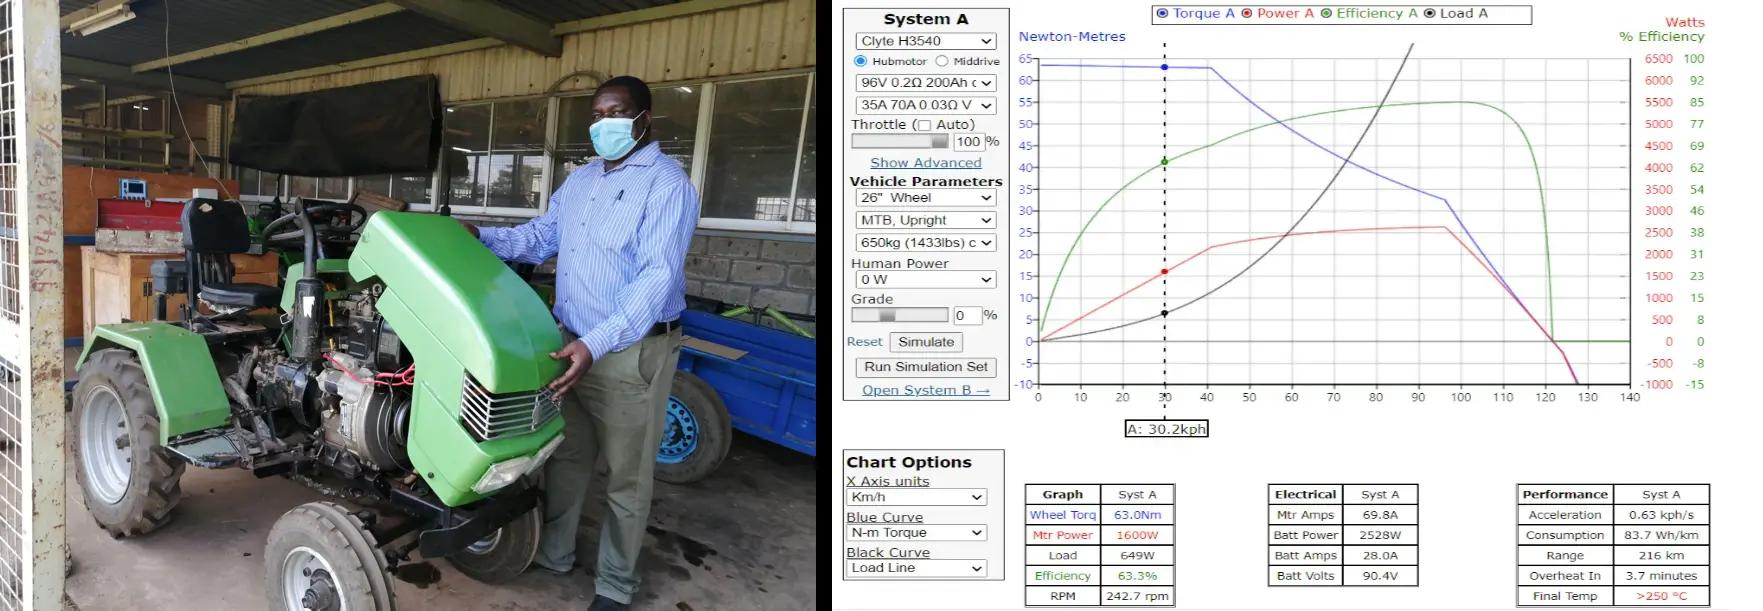 System A
Clyte H3540
Hubmotor Middrive
96V 0.2Ω 200Ah c
35A 70A 0.03Ω V
Throttle ( Auto)
100 %
Show Advanced
Vehicle Parameters
26" Wheel
MTB, Upright
650kg (1433lbs) c
Human Power
0 W
Grade
0 %
Reset Simulate
Run Simulation Set
Open System B →
Torque A Power A Efficiency A Load A
Newton-Metres
Watts
% Efficiency
65 6500 100
60 6000 92
55 5500 85
50 5000 77
45 4500 69
40 4000 62
35 3500 54
30 3000 46
25 2500 38
20 2000 31
15 1500 23
10 1000 15
5 500 8
0 0 0
-5 -500 -8
-10 -1000 -15
0 10 20 30 40 50 60 70 80 90 100 110 120 130 140
A: 30.2kph
Chart Options
X Axis units
Km/h
Blue Curve
N-m Torque
Black Curve
Load Line
Graph Syst A
Wheel Torq 63.0Nm
Mtr Power 1600W
Load 649W
Efficiency 63.3%
RPM 242.7 rpm
Electrical Syst A
Mtr Amps 69.8A
Batt Power 2528W
Batt Amps 28.0A
Batt Volts 90.4V
Performance Syst A
Acceleration 0.63 kph/s
Consumption 83.7 Wh/km
Range 216 km
Overheat In 3.7 minutes
Final Temp >250 °C